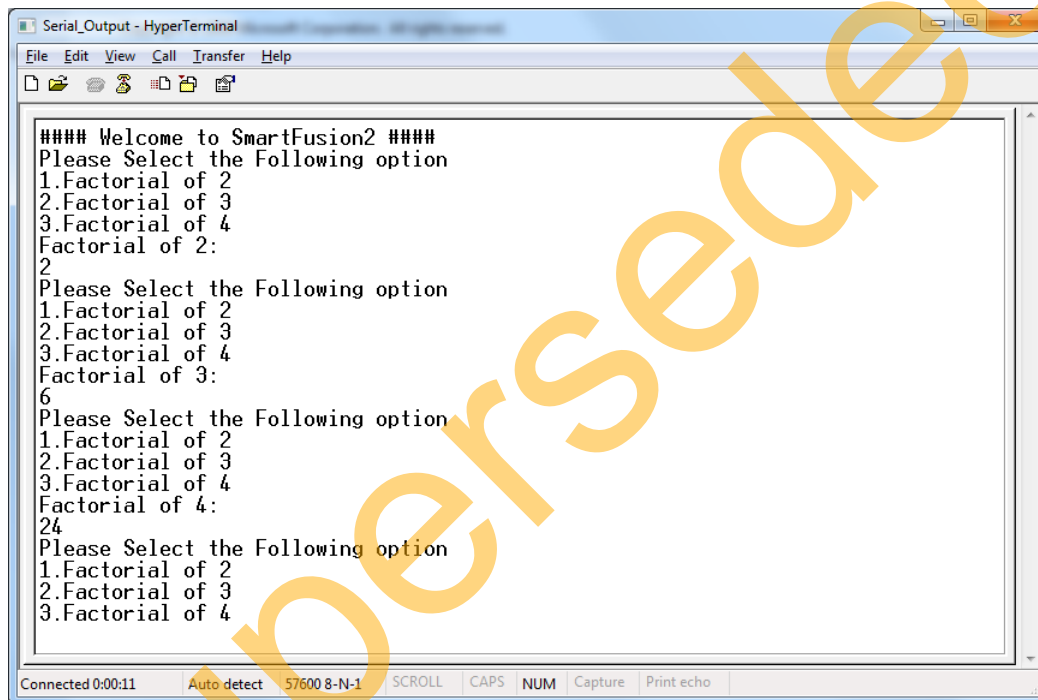 Serial_Output - HyperTerminal
File Edit View Call Transfer Help
#### Welcome to SmartFusion2 ####
Please Select the Following option
1.Factorial of 2
2.Factorial of 3
3.Factorial of 4
Factorial of 2:
2
Please Select the Following option
1.Factorial of 2
2.Factorial of 3
3.Factorial of 4
Factorial of 3:
6
Please Select the Following option
1.Factorial of 2
2.Factorial of 3
3.Factorial of 4
Factorial of 4:
24
Please Select the Following option
1.Factorial of 2
2.Factorial of 3
3.Factorial of 4
Connected 0:00:11 Auto detect 57600 8-N-1 SCROLL CAPS NUM Capture Print echo
persede